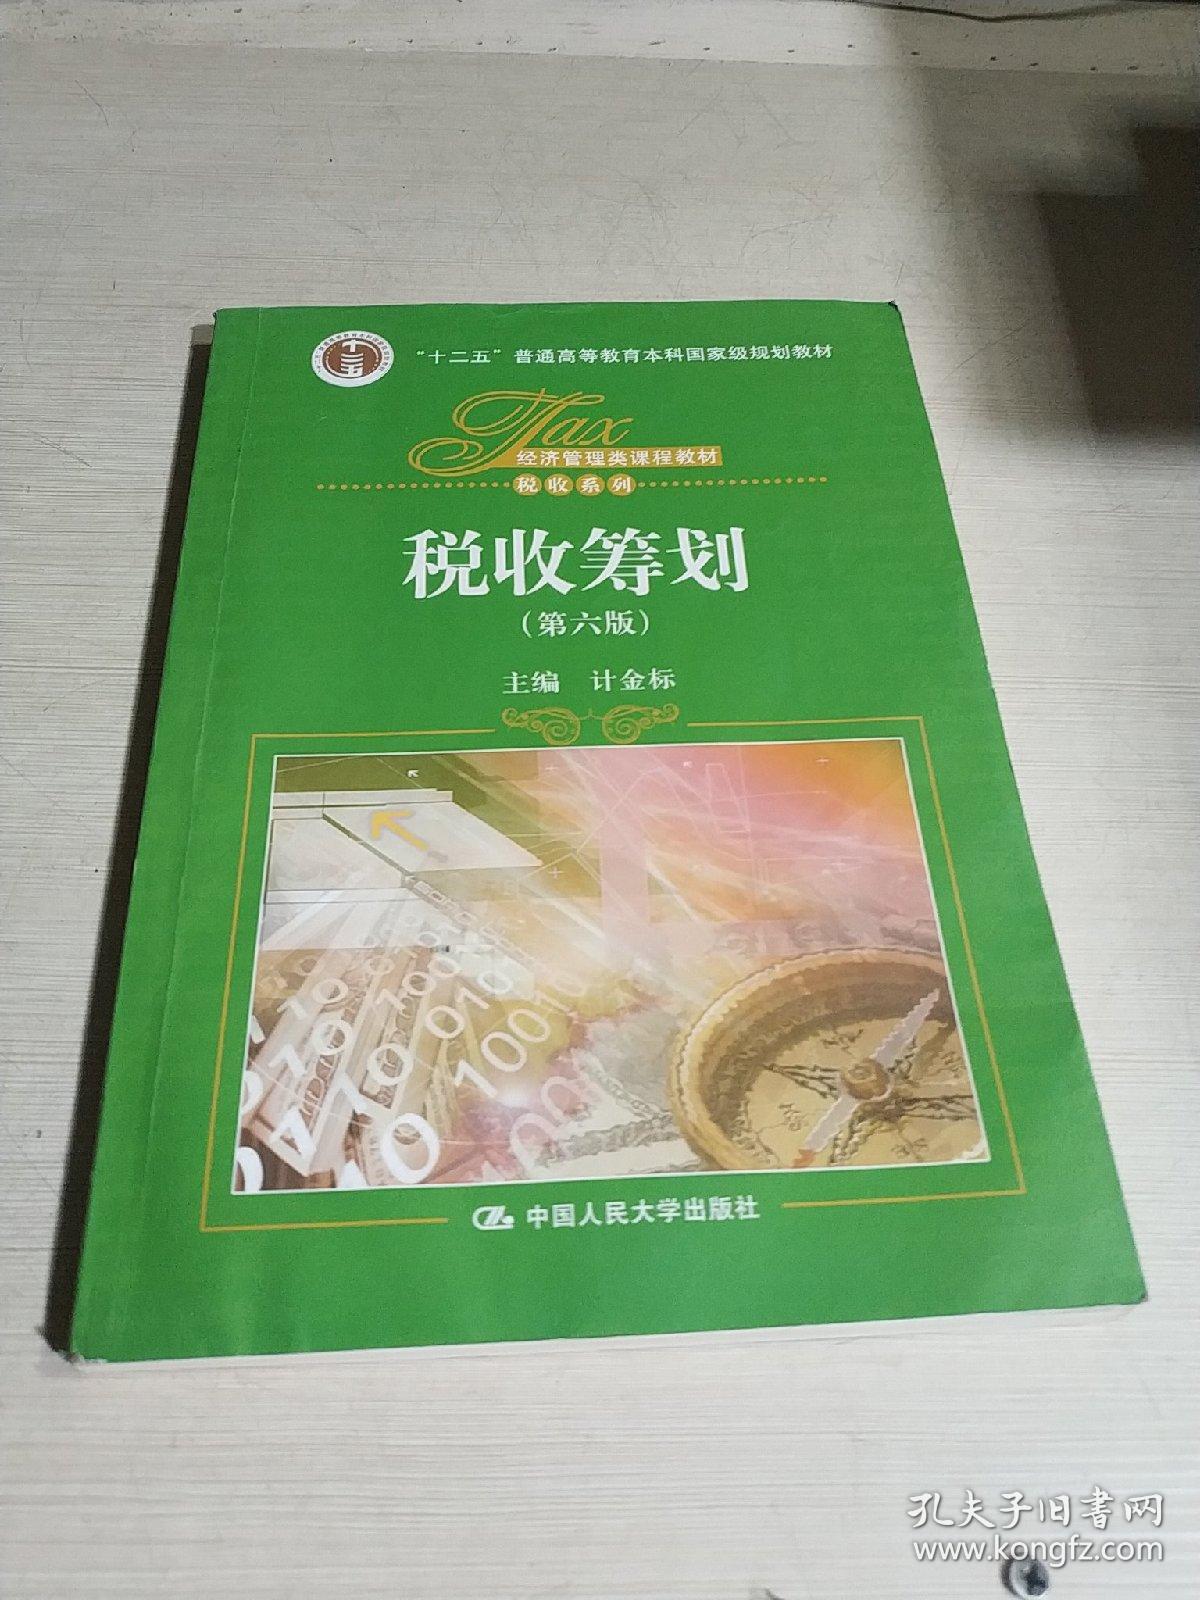 “十二五”普通高等教育本科国家级规划教材
Tax
经济管理类课程教材
税收系列
税收筹划
(第六版)
主编 计金标
中国人民大学出版社
孔夫子旧书网
www.kongfz.com